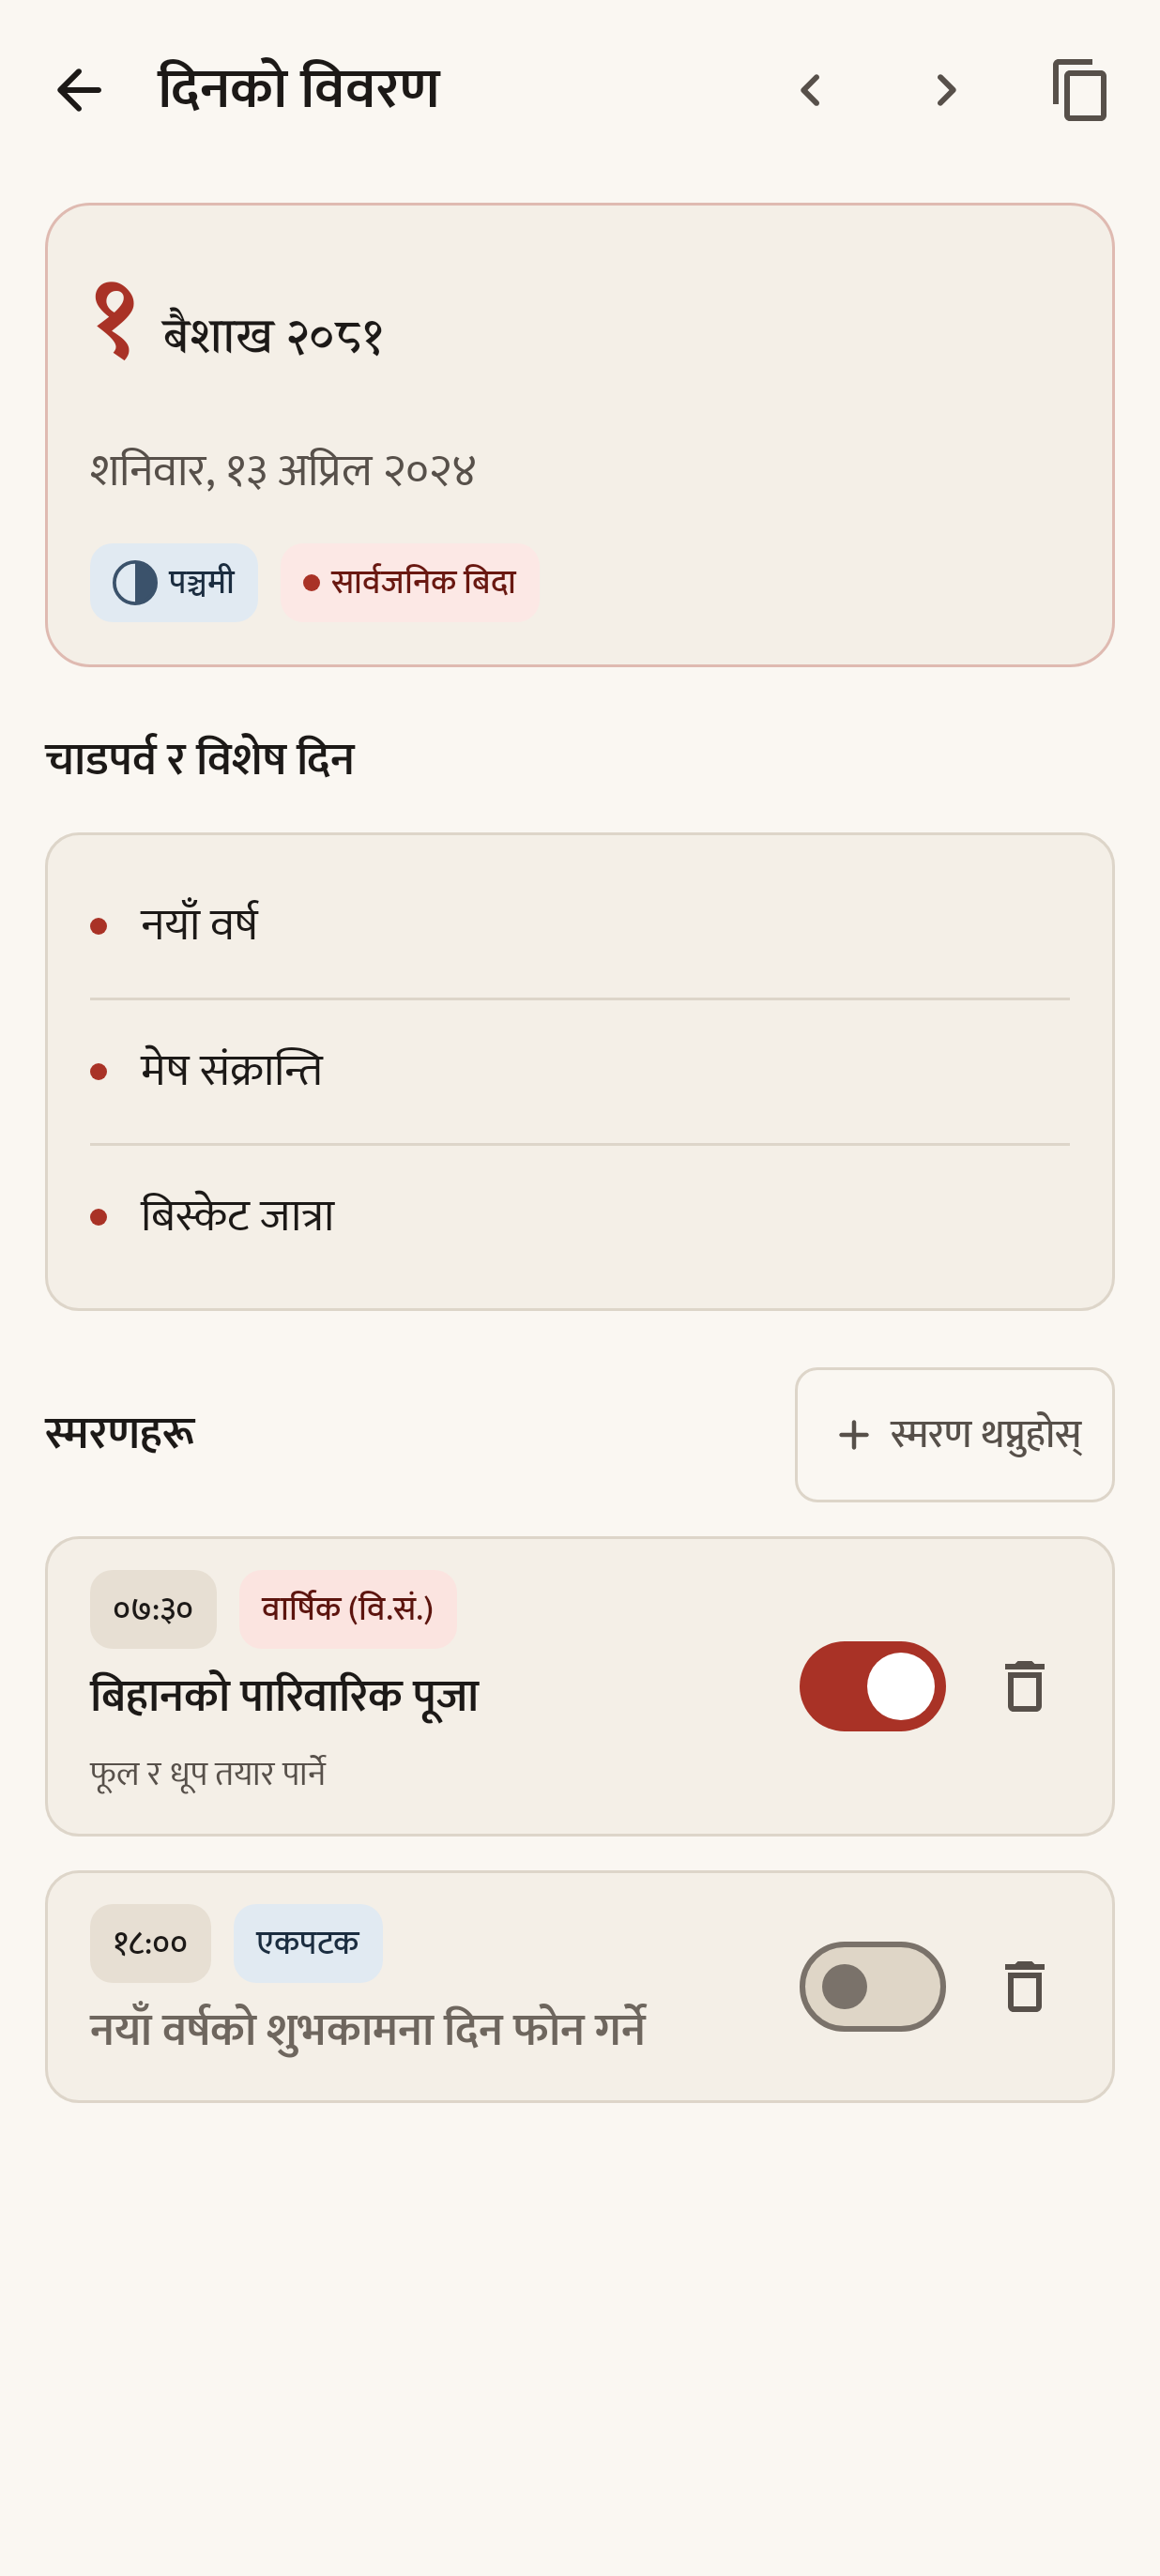 दिनको विवरण
१ बैशाख २०८१
शनिवार, १३ अप्रिल २०२४
पञ्चमी
सार्वजनिक बिदा
चाडपर्व र विशेष दिन
नयाँ वर्ष
मेष संक्रान्ति
बिस्केट जात्रा
स्मरणहरू
स्मरण थप्नुहोस्
०७:३० वार्षिक (वि.सं.)
बिहानको पारिवारिक पूजा
फूल र धूप तयार पार्ने
१८:०० एकपटक
नयाँ वर्षको शुभकामना दिन फोन गर्ने